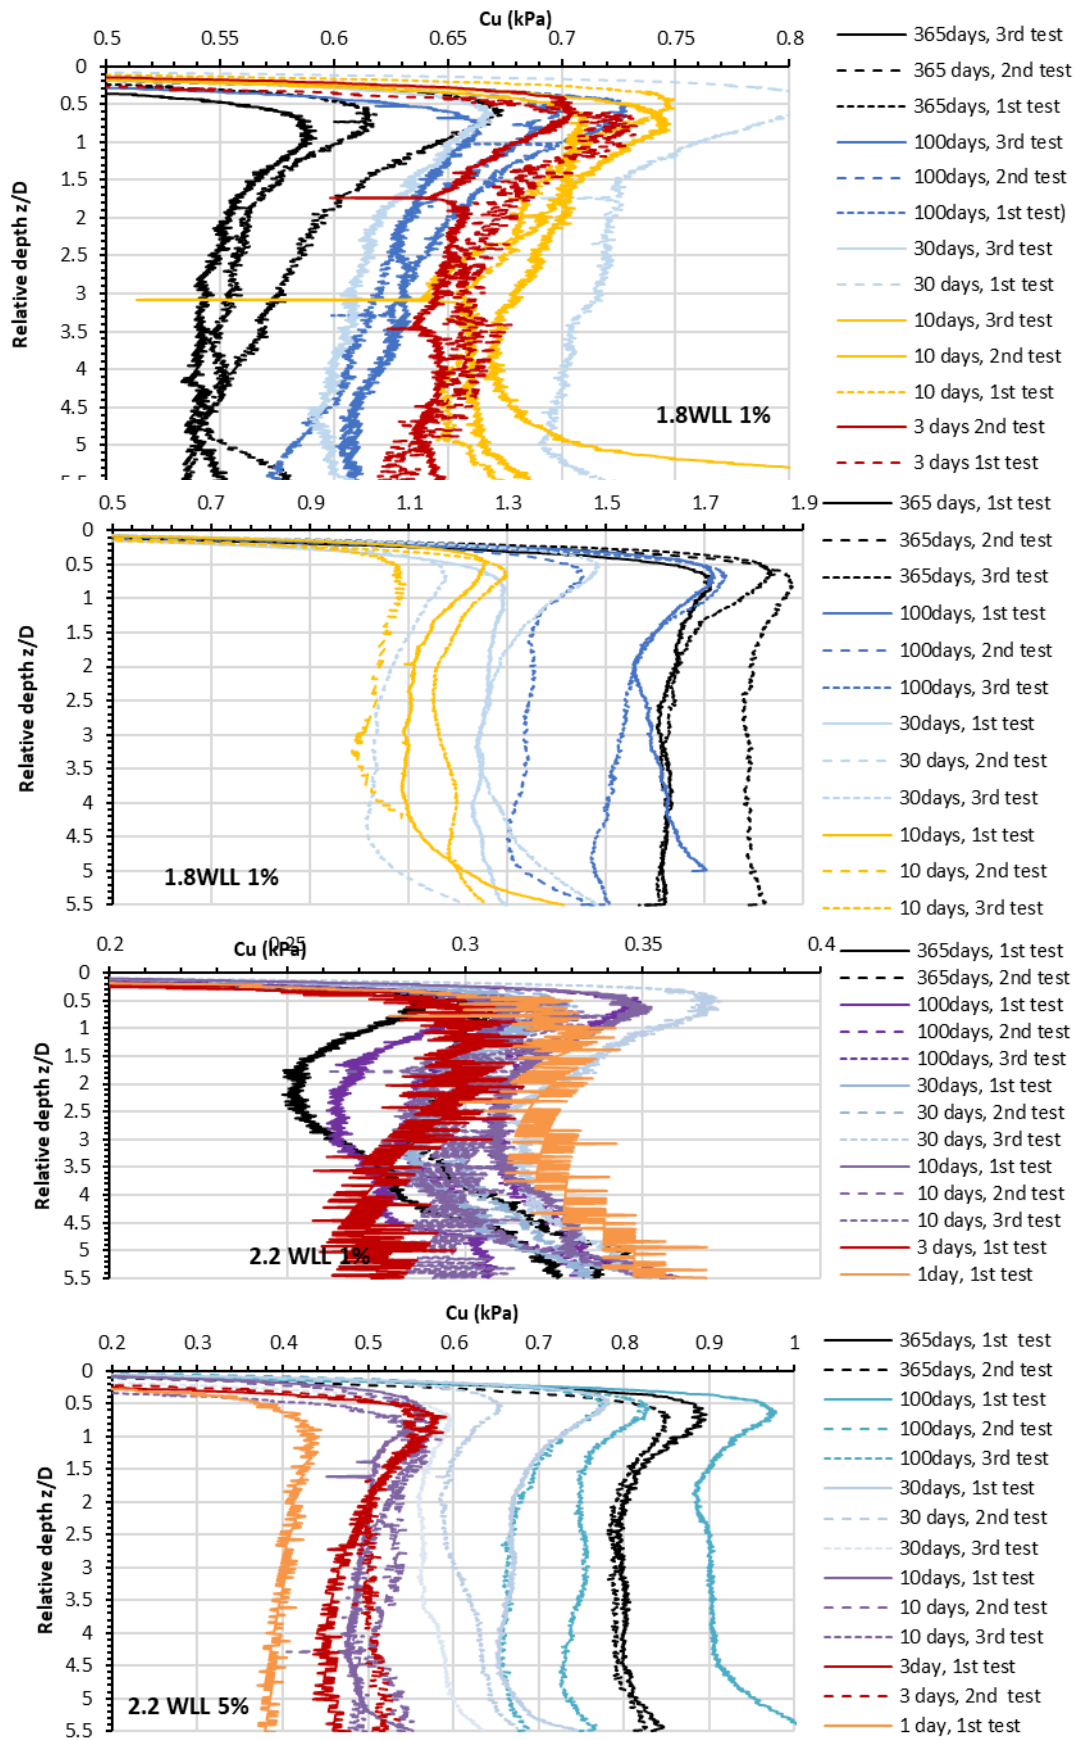 Cu (kPa)
0.5 0.55 0.6 0.65 0.7 0.75 0.8
0
0.5
1
1.5
2
2.5
3
3.5
4
4.5
5
5.5
Relative depth z/D
1.8WLL 1%
365days, 3rd test
365 days, 2nd test
365days, 1st test
100days, 3rd test
100days, 2nd test
100days, 1st test)
30days, 3rd test
30 days, 1st test
10days, 3rd test
10 days, 2nd test
10 days, 1st test
3 days 2nd test
3 days 1st test
0.5 0.7 0.9 1.1 1.3 1.5 1.7 1.9
0
0.5
1
1.5
2
2.5
3
3.5
4
4.5
5
5.5
Relative depth z/D
1.8WLL 1%
365 days, 1st test
365days, 2nd test
365days, 3rd test
100days, 1st test
100days, 2nd test
100days, 3rd test
30days, 1st test
30 days, 2nd test
30days, 3rd test
10days, 1st test
10 days, 2nd test
10 days, 3rd test
0.2 0.25 0.3 0.35 0.4
Cu (kPa)
0
0.5
1
1.5
2
2.5
3
3.5
4
4.5
5
5.5
Relative depth z/D
2.2 WLL 1%
365days, 1st test
365days, 2nd test
100days, 1st test
100days, 2nd test
100days, 3rd test
30days, 1st test
30 days, 2nd test
30 days, 3rd test
10days, 1st test
10 days, 2nd test
10 days, 3rd test
3 days, 1st test
1day, 1st test
Cu (kPa)
0.2 0.3 0.4 0.5 0.6 0.7 0.8 0.9 1
0
0.5
1
1.5
2
2.5
3
3.5
4
4.5
5
5.5
Relative depth z/D
2.2 WLL 5%
365days, 1st test
365days, 2nd test
100days, 1st test
100days, 2nd test
100days, 3rd test
30days, 1st test
30 days, 2nd test
30days, 3rd test
10days, 1st test
10 days, 2nd test
10 days, 3rd test
3day, 1st test
3 days, 2nd test
1 day, 1st test